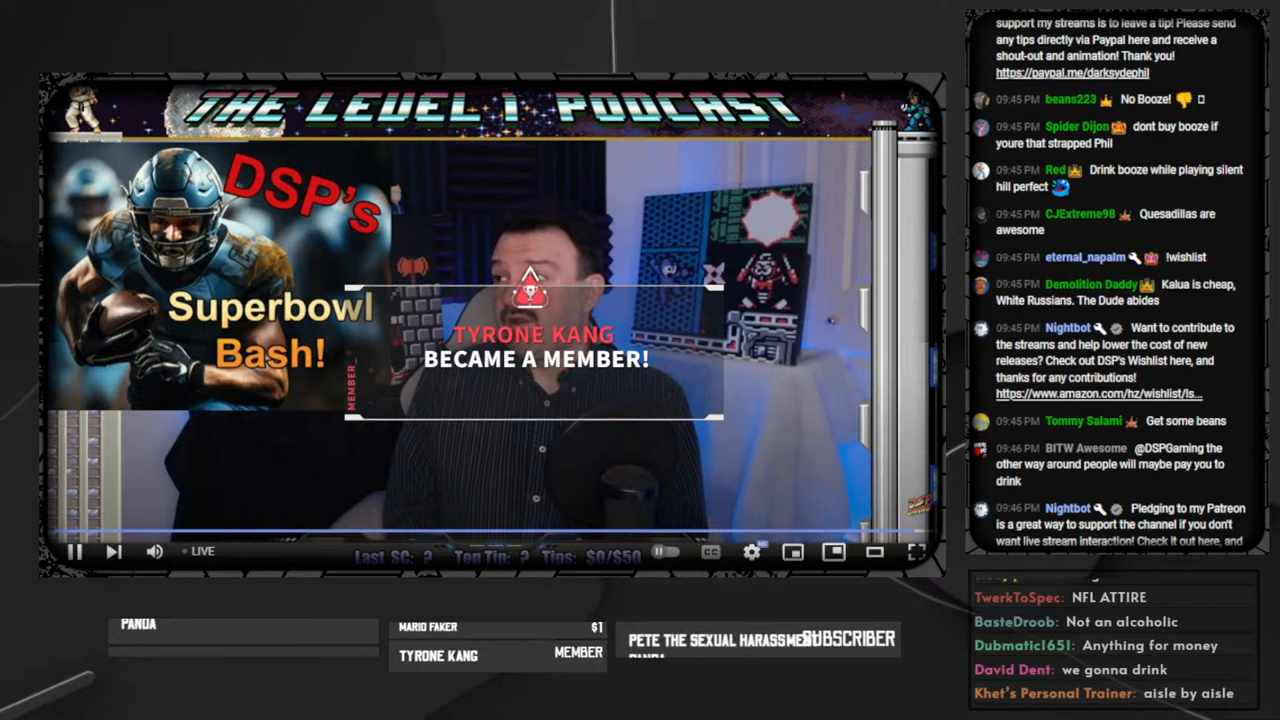 THE LEVEL 1 PODCAST
DSP's
Superbowl
Bash!
TYRONE KANG
BECAME A MEMBER!
MEMBER
LIVE
Last SC: ? Top Tip: ? Tips: $0/$50
CC
HD
PANDA
MARIO FAKER $1
TYRONE KANG MEMBER
PETE THE SEXUAL HARASSMENT SUBSCRIBER
PANDA
support my streams is to leave a tip! Please send
any tips directly via Paypal here and receive a
shout-out and animation! Thank you!
https://paypal.me/darksydephil
09:45 PM beans223 No Booze! 👎
09:45 PM Spider Dijon dont buy booze if
youre that strapped Phil
09:45 PM Red Drink booze while playing silent
hill perfect
09:45 PM CJExtreme98 Quesadillas are
awesome
09:45 PM eternal_napalm !wishlist
09:45 PM Demolition Daddy Kalua is cheap,
White Russians. The Dude abides
09:45 PM Nightbot Want to contribute to
the streams and help lower the cost of new
releases? Check out DSP's Wishlist here, and
thanks for any contributions!
https://www.amazon.com/hz/wishlist/ls...
09:45 PM Tommy Salami Get some beans
09:46 PM BITW Awesome @DSPGaming the
other way around people will maybe pay you to
drink
09:46 PM Nightbot Pledging to my Patreon
is a great way to support the channel if you don't
want live stream interaction! Check it out here, and
TwerkToSpec: NFL ATTIRE
BasteDroob: Not an alcoholic
Dubmatic1651: Anything for money
David Dent: we gonna drink
Khet's Personal Trainer: aisle by aisle